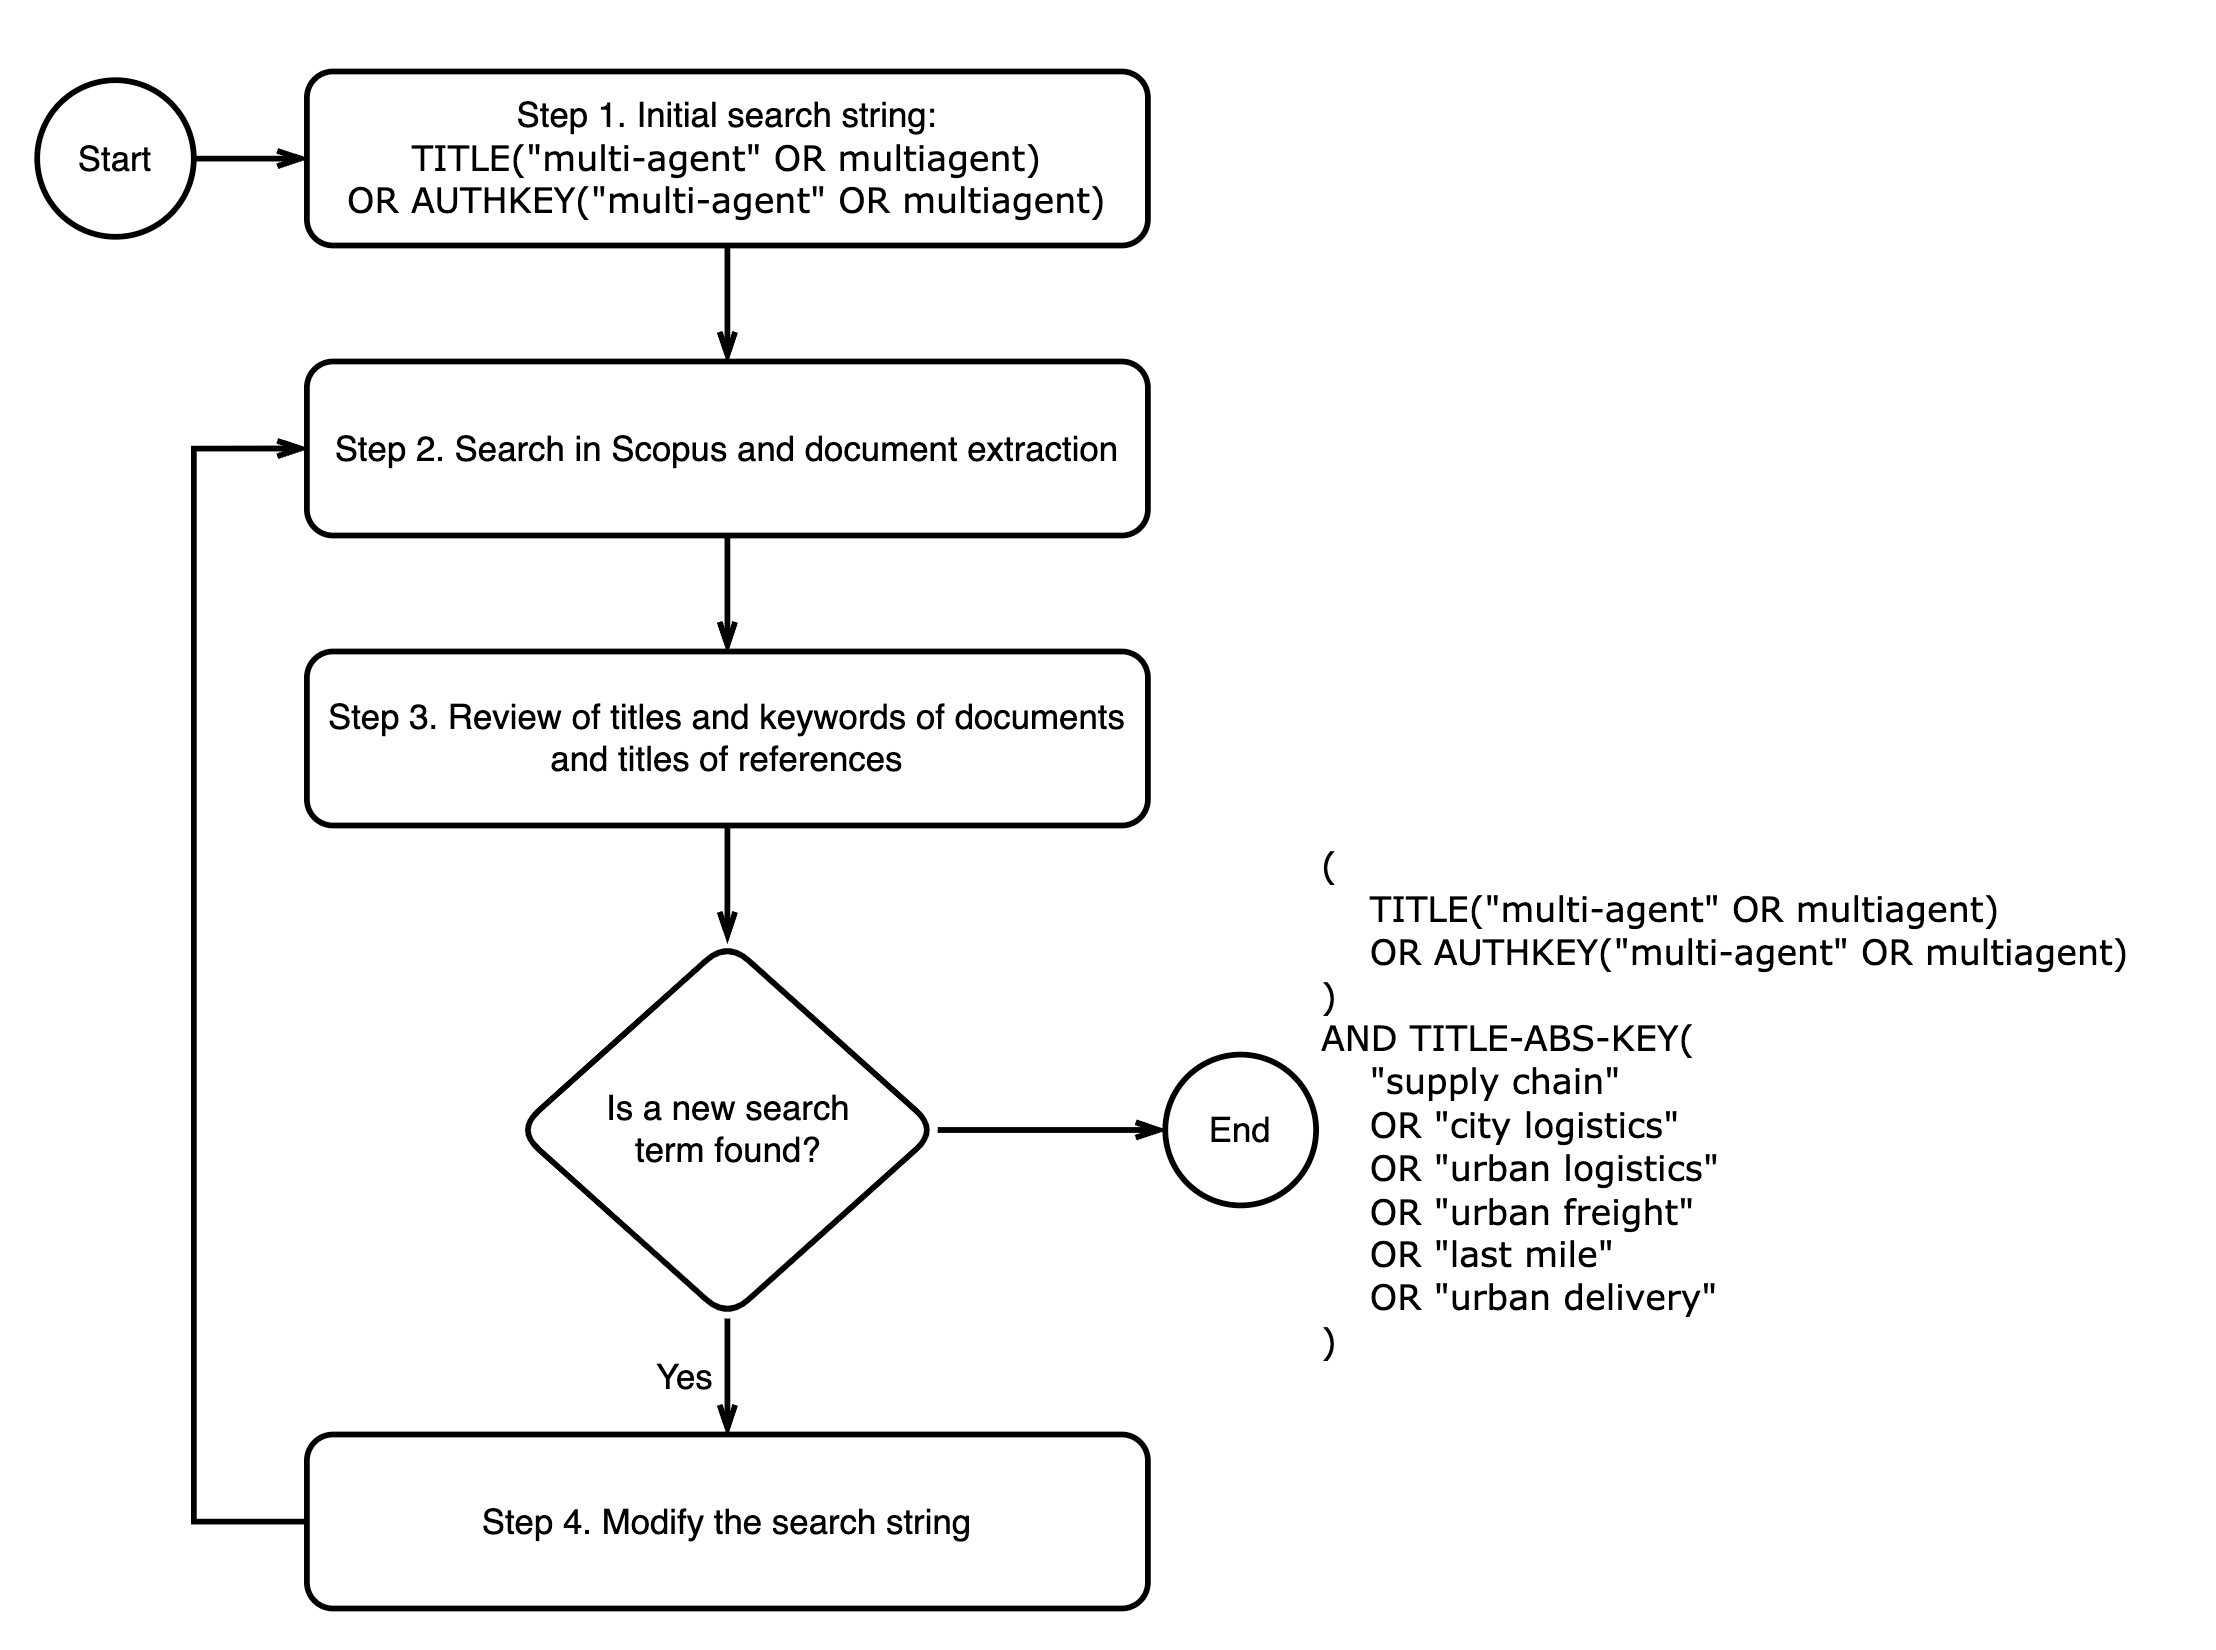 Start
Step 1. Initial search string:
TITLE("multi-agent" OR multiagent)
OR AUTHKEY("multi-agent" OR multiagent)
Step 2. Search in Scopus and document extraction
Step 3. Review of titles and keywords of documents
and titles of references
Is a new search
term found?
Yes
Step 4. Modify the search string
End
(
TITLE("multi-agent" OR multiagent)
OR AUTHKEY("multi-agent" OR multiagent)
)
AND TITLE-ABS-KEY(
"supply chain"
OR "city logistics"
OR "urban logistics"
OR "urban freight"
OR "last mile"
OR "urban delivery"
)